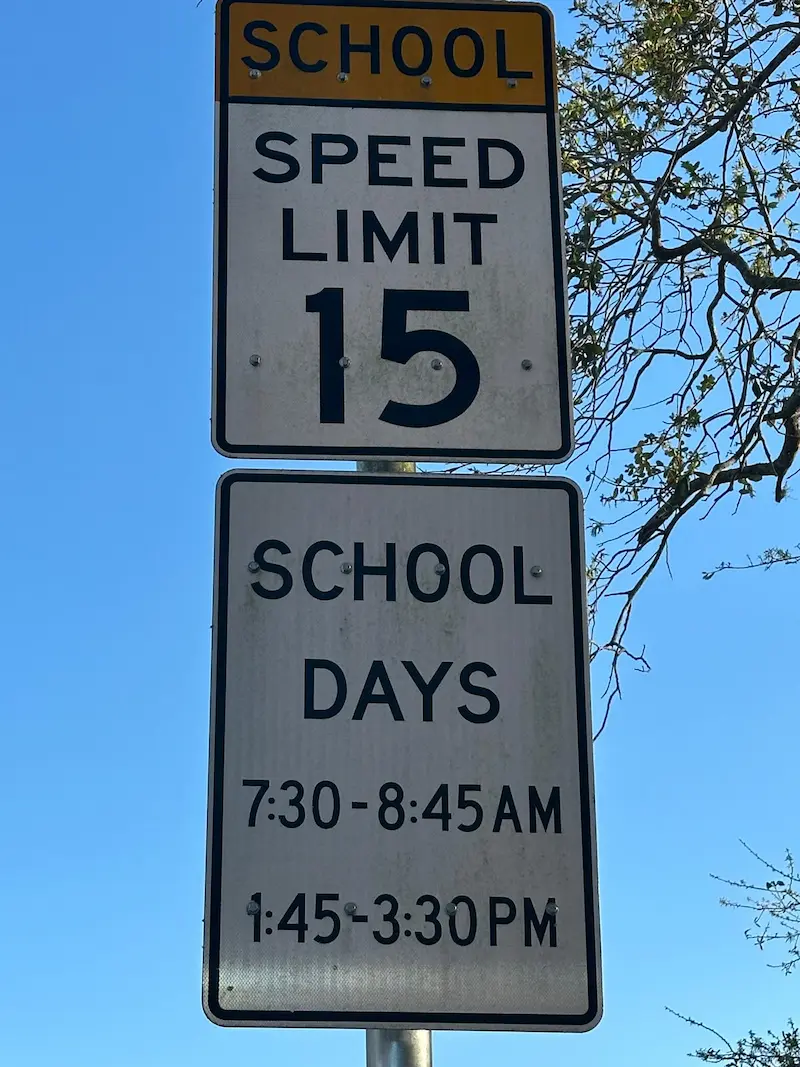 SCHOOL
SPEED
LIMIT
15
SCHOOL
DAYS
7:30-8:45AM
1:45-3:30PM